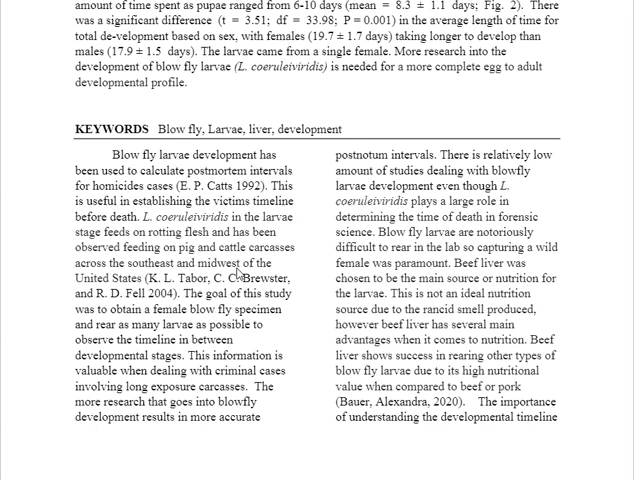 amount of time spent as pupae ranged from 6-10 days (mean = 8.3 ± 1.1 days; Fig. 2). There
was a significant difference (t = 3.51; df = 33.98; P = 0.001) in the average length of time for
total de-velopment based on sex, with females (19.7 ± 1.7 days) taking longer to develop than
males (17.9 ± 1.5 days). The larvae came from a single female. More research into the
development of blow fly larvae (L. coeruleiviridis) is needed for a more complete egg to adult
developmental profile.
KEYWORDS Blow fly, Larvae, liver, development
Blow fly larvae development has
been used to calculate postmortem intervals
for homicides cases (E. P. Catts 1992). This
is useful in establishing the victims timeline
before death. L. coeruleiviridis in the larvae
stage feeds on rotting flesh and has been
observed feeding on pig and cattle carcasses
across the southeast and midwest of the
United States (K. L. Tabor, C. C. Brewster,
and R. D. Fell 2004). The goal of this study
was to obtain a female blow fly specimen
and rear as many larvae as possible to
observe the timeline in between
developmental stages. This information is
valuable when dealing with criminal cases
involving long exposure carcasses. The
more research that goes into blowfly
development results in more accurate
postnotum intervals. There is relatively low
amount of studies dealing with blowfly
larvae development even though L.
coeruleiviridis plays a large role in
determining the time of death in forensic
science. Blow fly larvae are notoriously
difficult to rear in the lab so capturing a wild
female was paramount. Beef liver was
chosen to be the main source or nutrition for
the larvae. This is not an ideal nutrition
source due to the rancid smell produced,
however beef liver has several main
advantages when it comes to nutrition. Beef
liver shows success in rearing other types of
blow fly larvae due to its high nutritional
value when compared to beef or pork
(Bauer, Alexandra, 2020). The importance
of understanding the developmental timeline